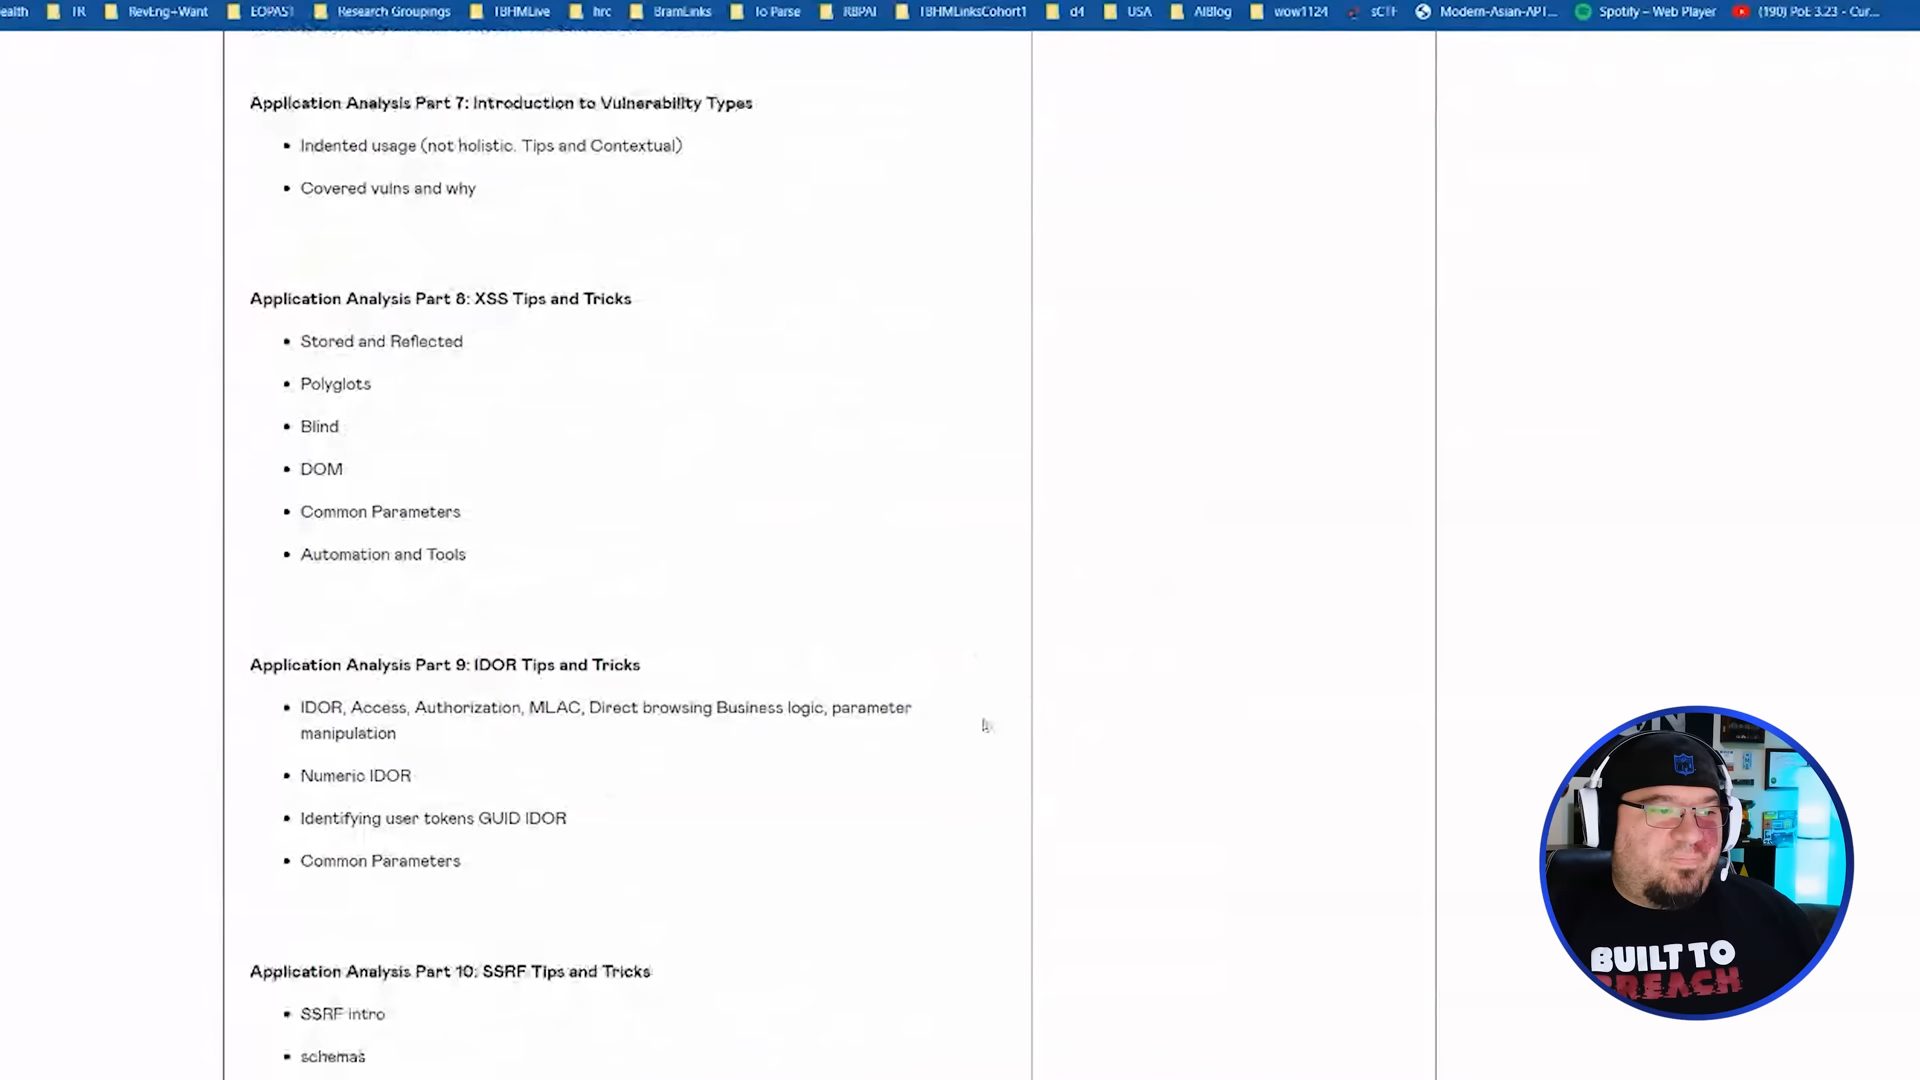 ealth TR RevEng+Want EOPAS1 Research Groupings TBHMLive hrc BramLinks To Parse RBPAI TBHMLinksCohort1 d4 USA AIBlog wow1124 sCTF Modern-Asian-APT... Spotify – Web Player (190) PoE 3.23 - Cur...
Application Analysis Part 7: Introduction to Vulnerability Types
• Indented usage (not holistic. Tips and Contextual)
• Covered vulns and why
Application Analysis Part 8: XSS Tips and Tricks
• Stored and Reflected
• Polyglots
• Blind
• DOM
• Common Parameters
• Automation and Tools
Application Analysis Part 9: IDOR Tips and Tricks
• IDOR, Access, Authorization, MLAC, Direct browsing Business logic, parameter
manipulation
• Numeric IDOR
• Identifying user tokens GUID IDOR
• Common Parameters
Application Analysis Part 10: SSRF Tips and Tricks
• SSRF intro
• schemas
BUILT TO
BREACH